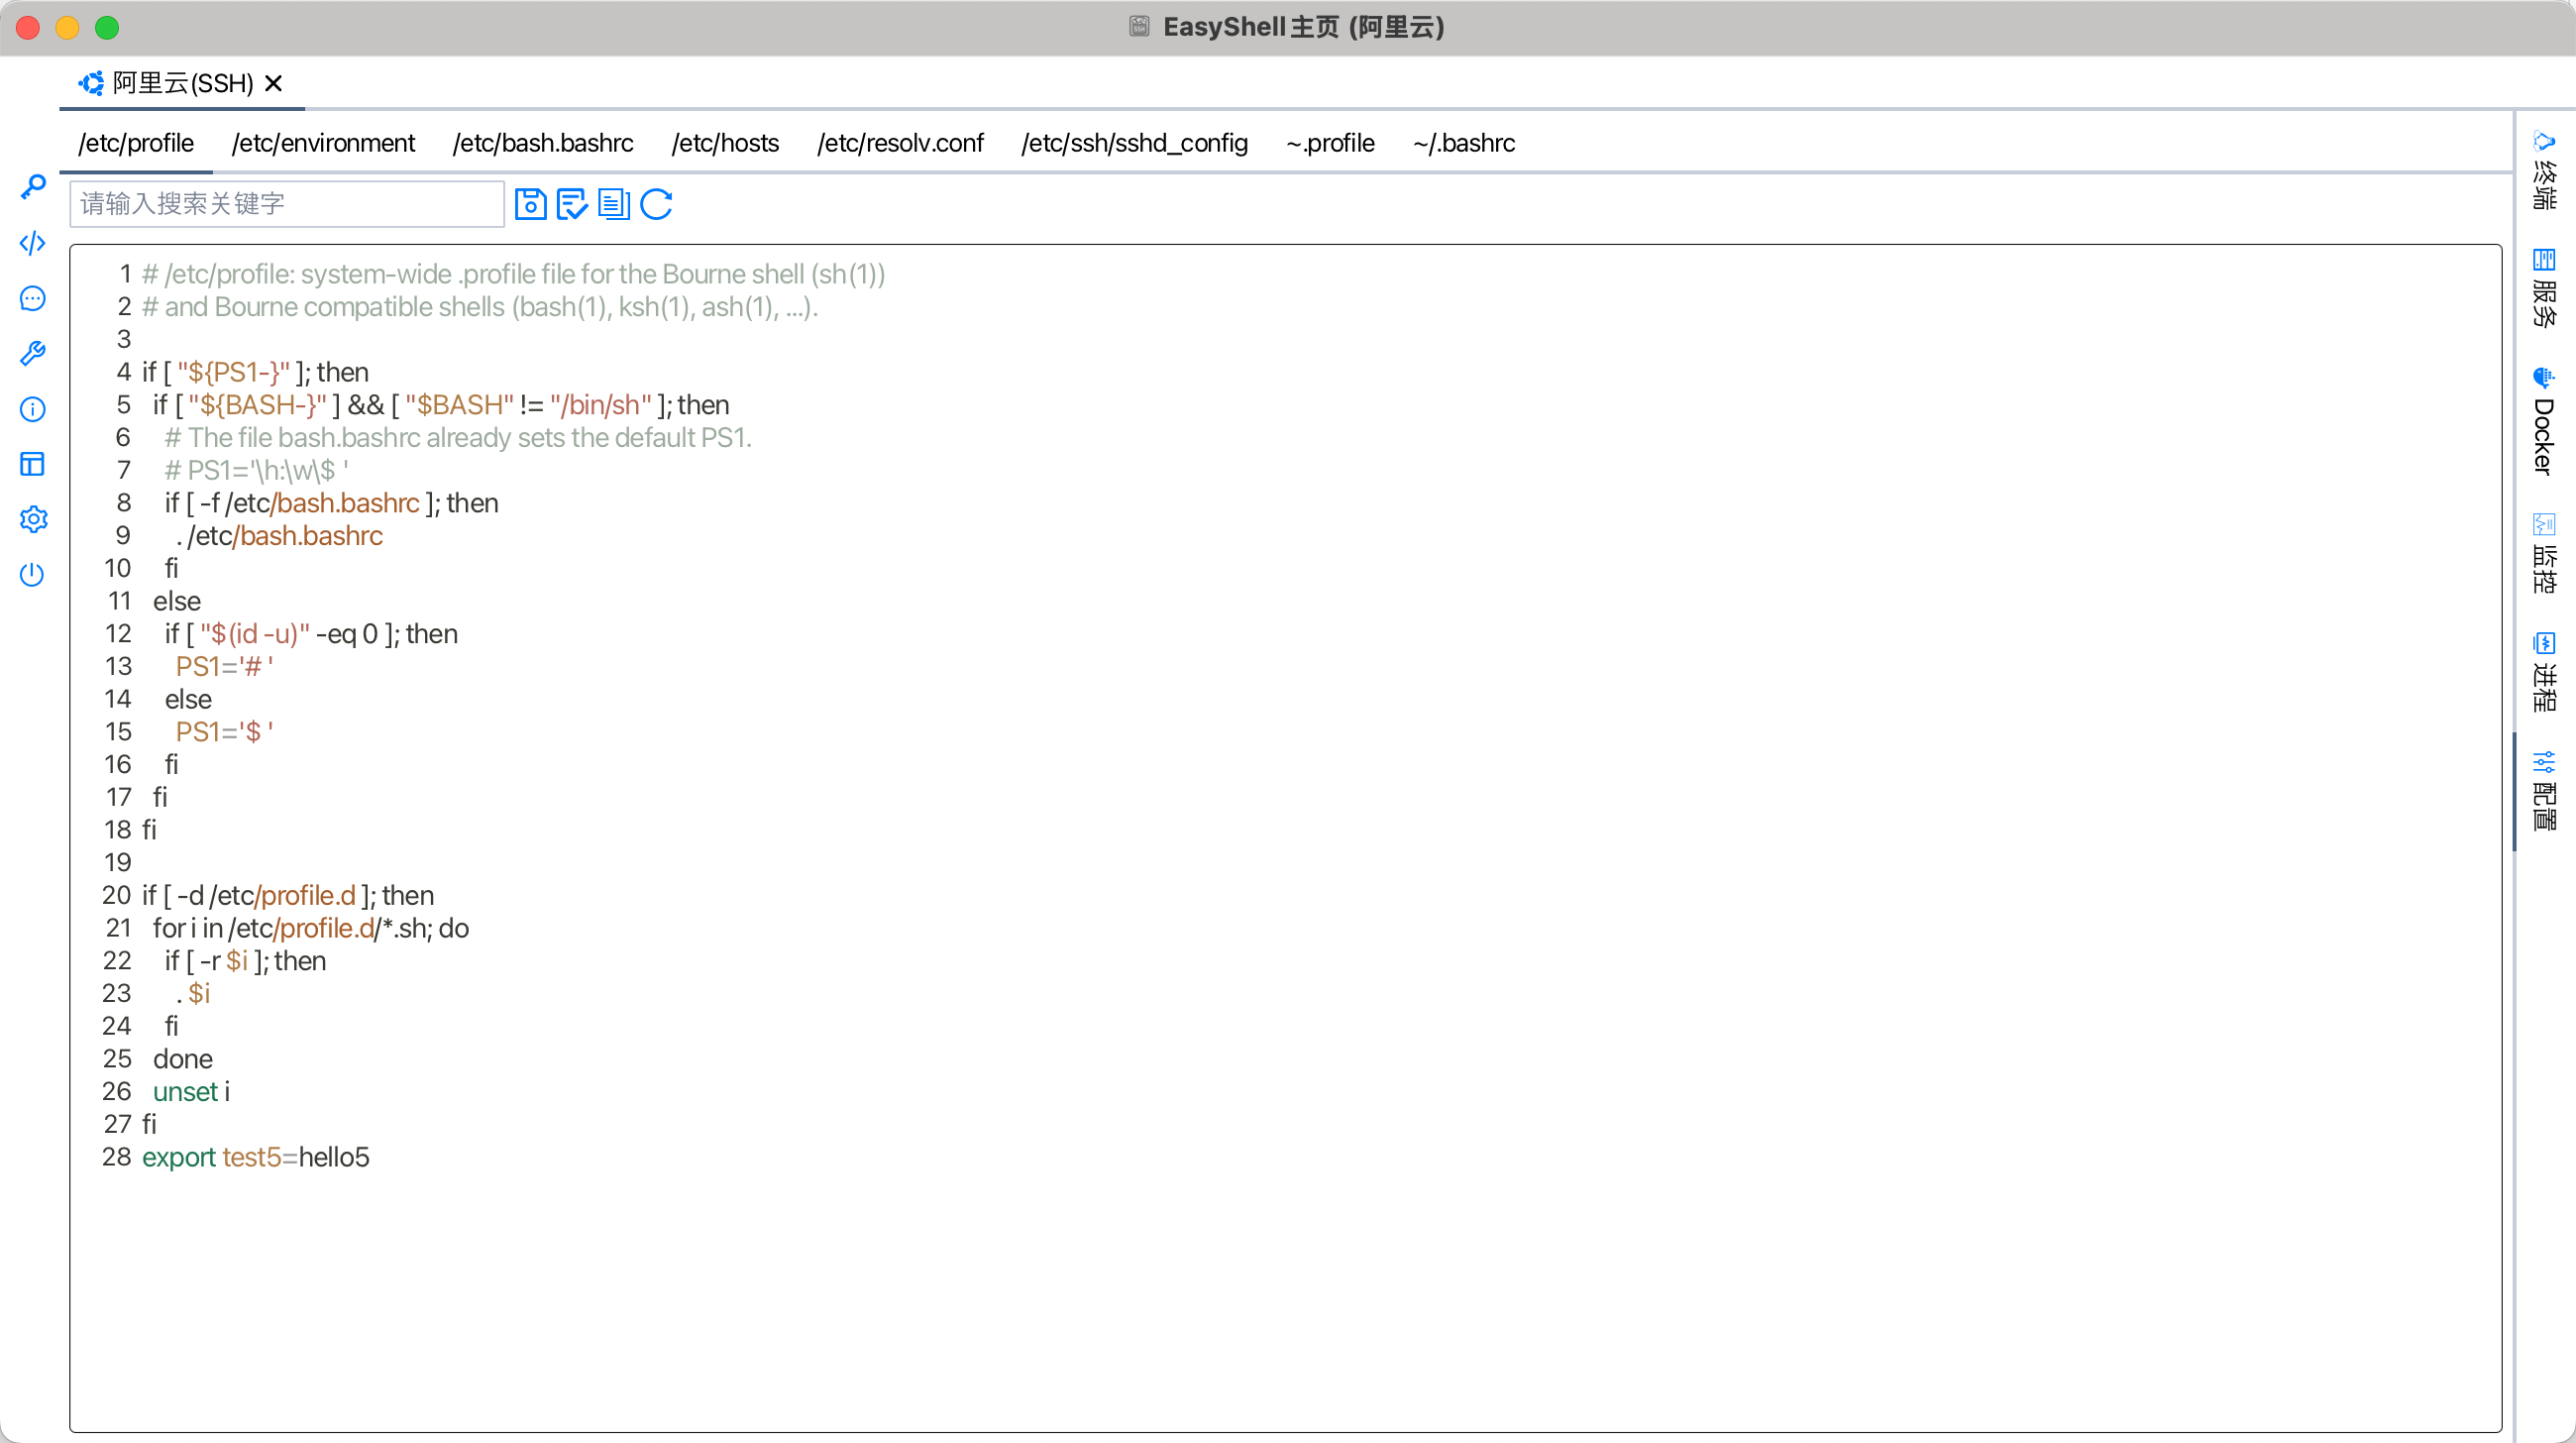 EasyShell主页 (阿里云)
阿里云(SSH)
/etc/profile /etc/environment /etc/bash.bashrc /etc/hosts /etc/resolv.conf /etc/ssh/sshd_config ~.profile ~/.bashrc
请输入搜索关键字
1 # /etc/profile: system-wide .profile file for the Bourne shell (sh(1))
2 # and Bourne compatible shells (bash(1), ksh(1), ash(1), ...).
3
4 if [ "${PS1-}" ]; then
5   if [ "${BASH-}" ] && [ "$BASH" != "/bin/sh" ]; then
6     # The file bash.bashrc already sets the default PS1.
7     # PS1='\h:\w\$ '
8     if [ -f /etc/bash.bashrc ]; then
9       . /etc/bash.bashrc
10     fi
11   else
12     if [ "$(id -u)" -eq 0 ]; then
13       PS1='# '
14     else
15       PS1='$ '
16     fi
17   fi
18 fi
19
20 if [ -d /etc/profile.d ]; then
21   for i in /etc/profile.d/*.sh; do
22     if [ -r $i ]; then
23       . $i
24     fi
25   done
26   unset i
27 fi
28 export test5=hello5
终端
服务
Docker
监控
进程
配置